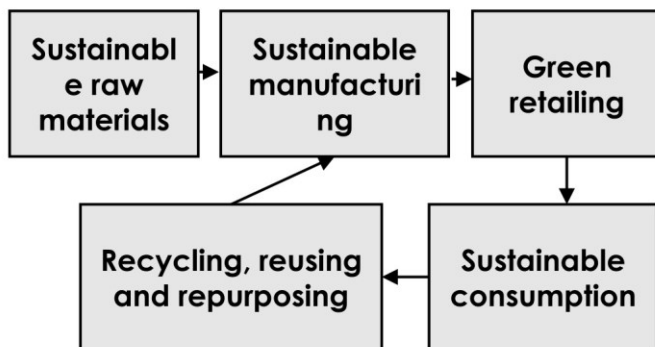 Sustainabl
e raw
materials
Sustainable
manufacturi
ng
Green
retailing
Recycling, reusing
and repurposing
Sustainable
consumption